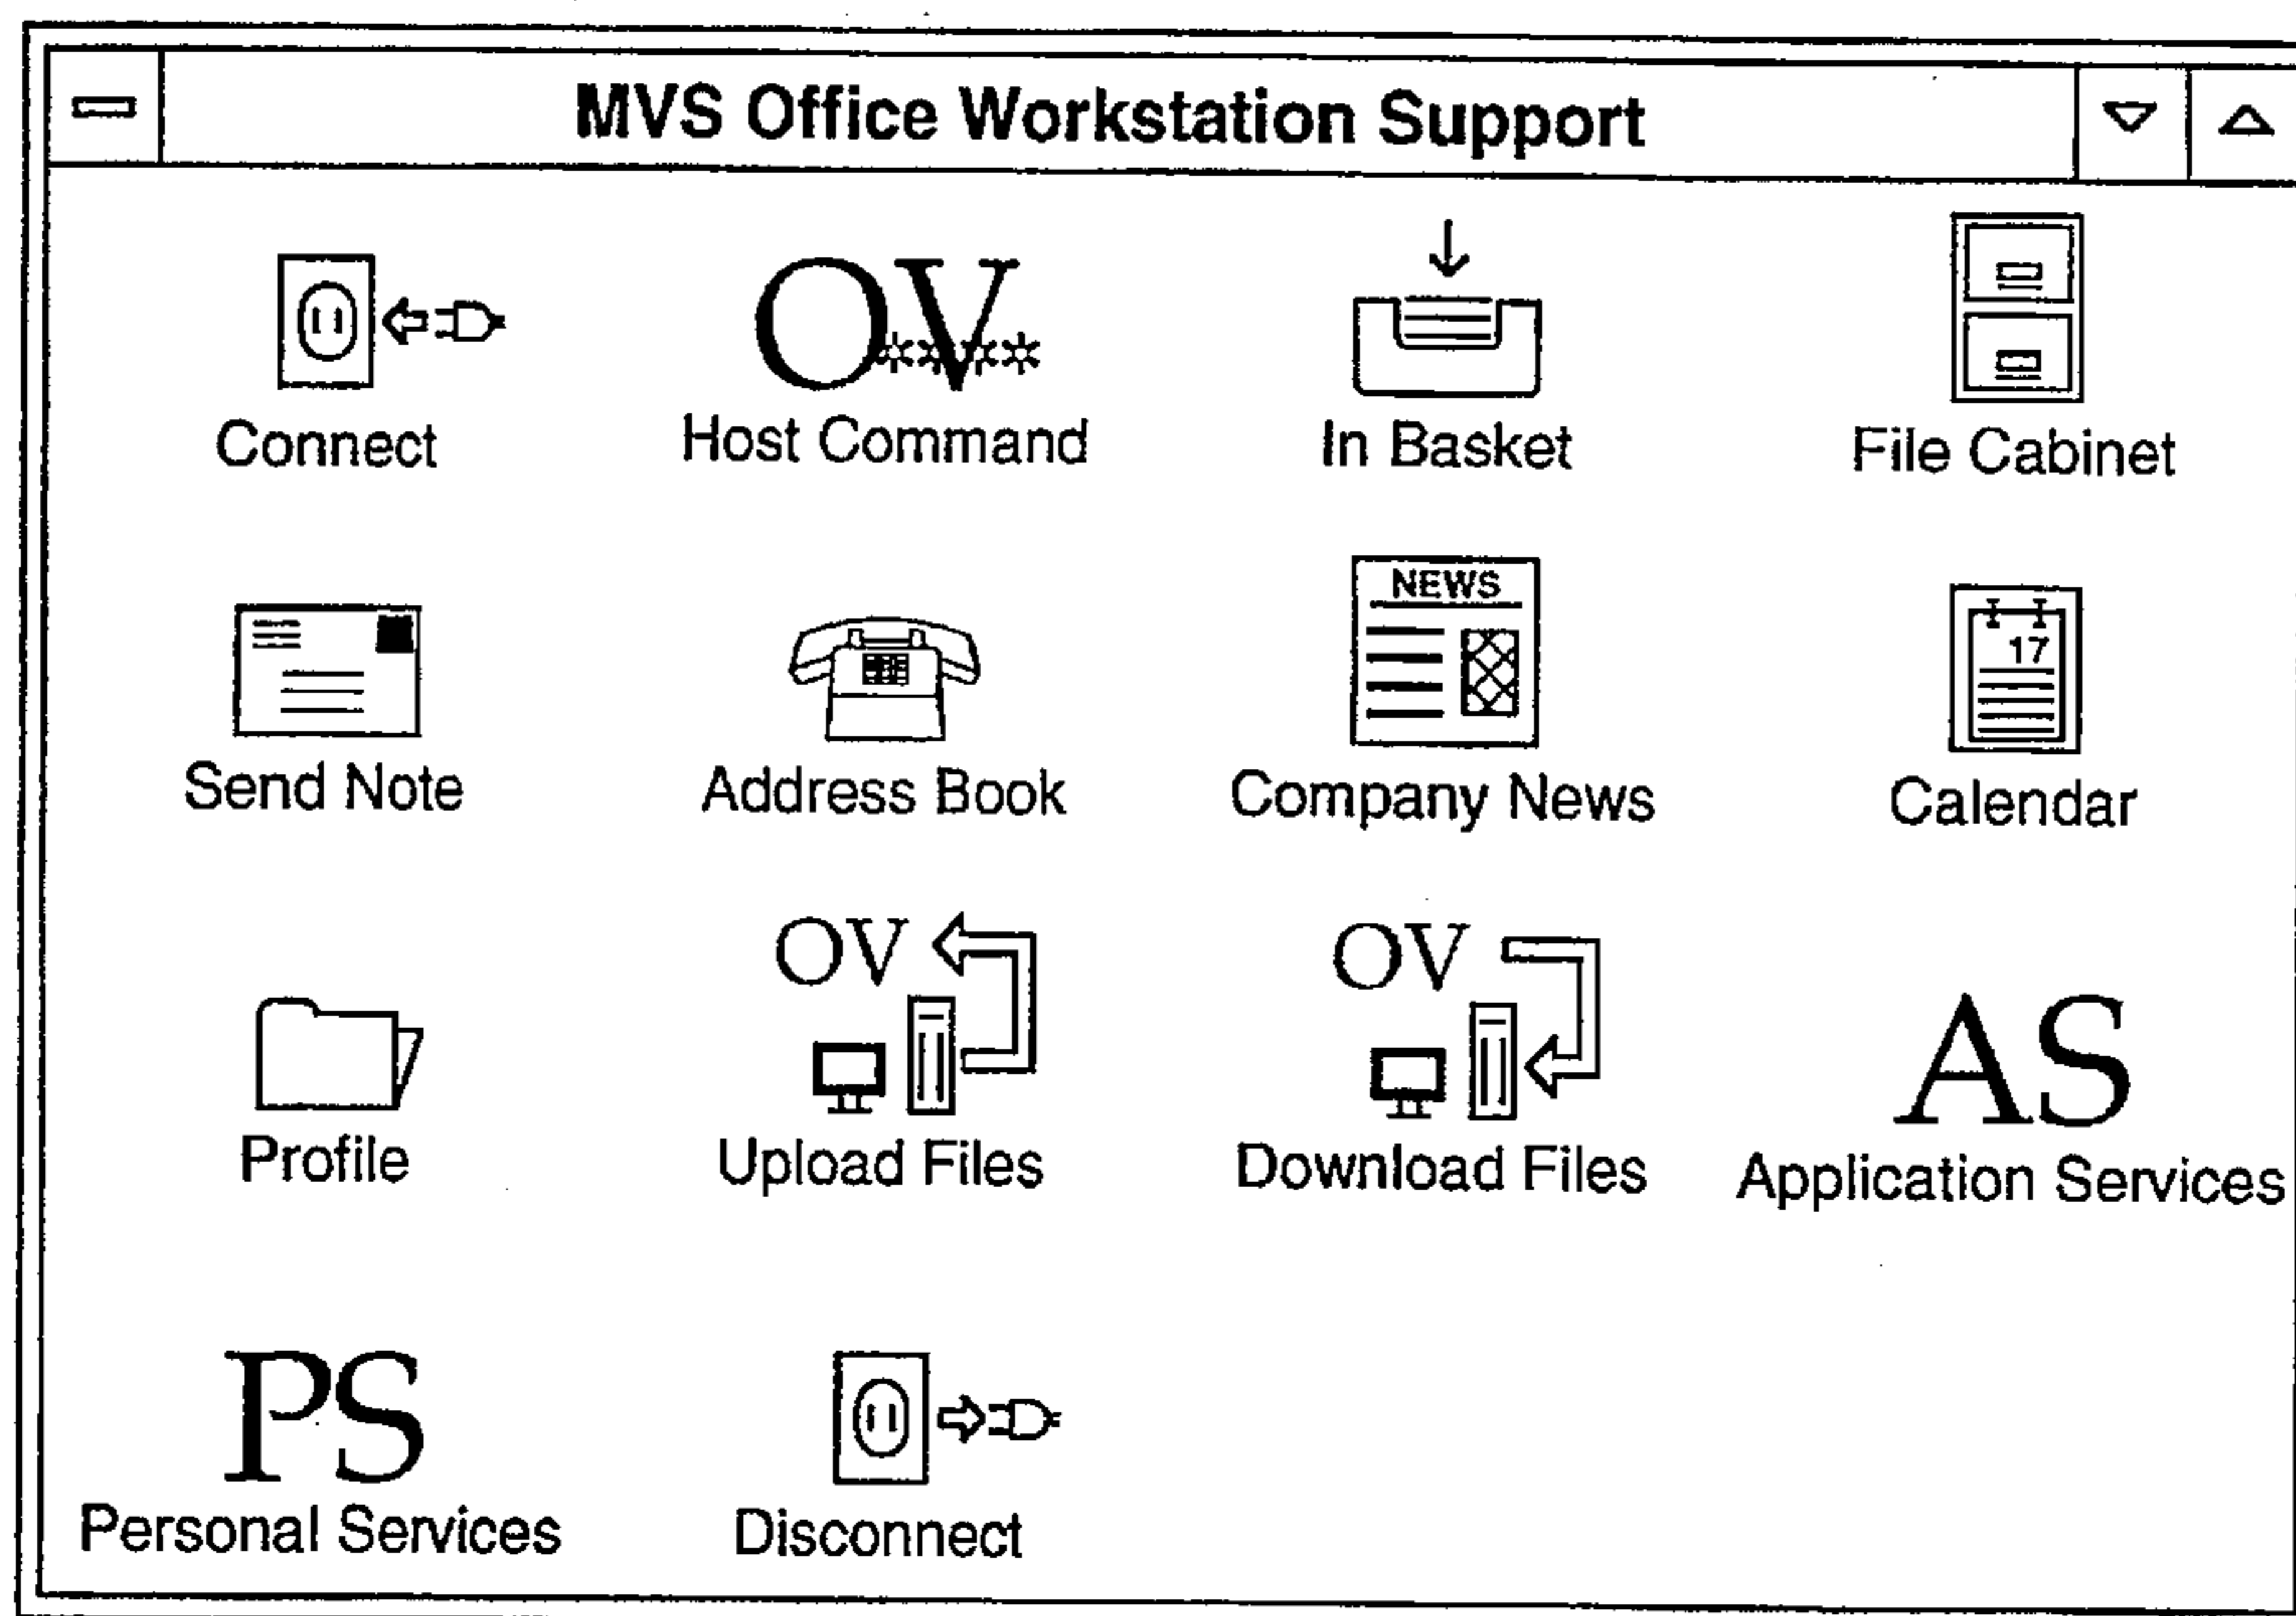 MVS Office Workstation Support
OV****
Connect
Host Command
In Basket
File Cabinet
NEWS
17
Send Note
Address Book
Company News
Calendar
OV
OV
AS
Profile
Upload Files
Download Files
Application Services
PS
Personal Services
Disconnect